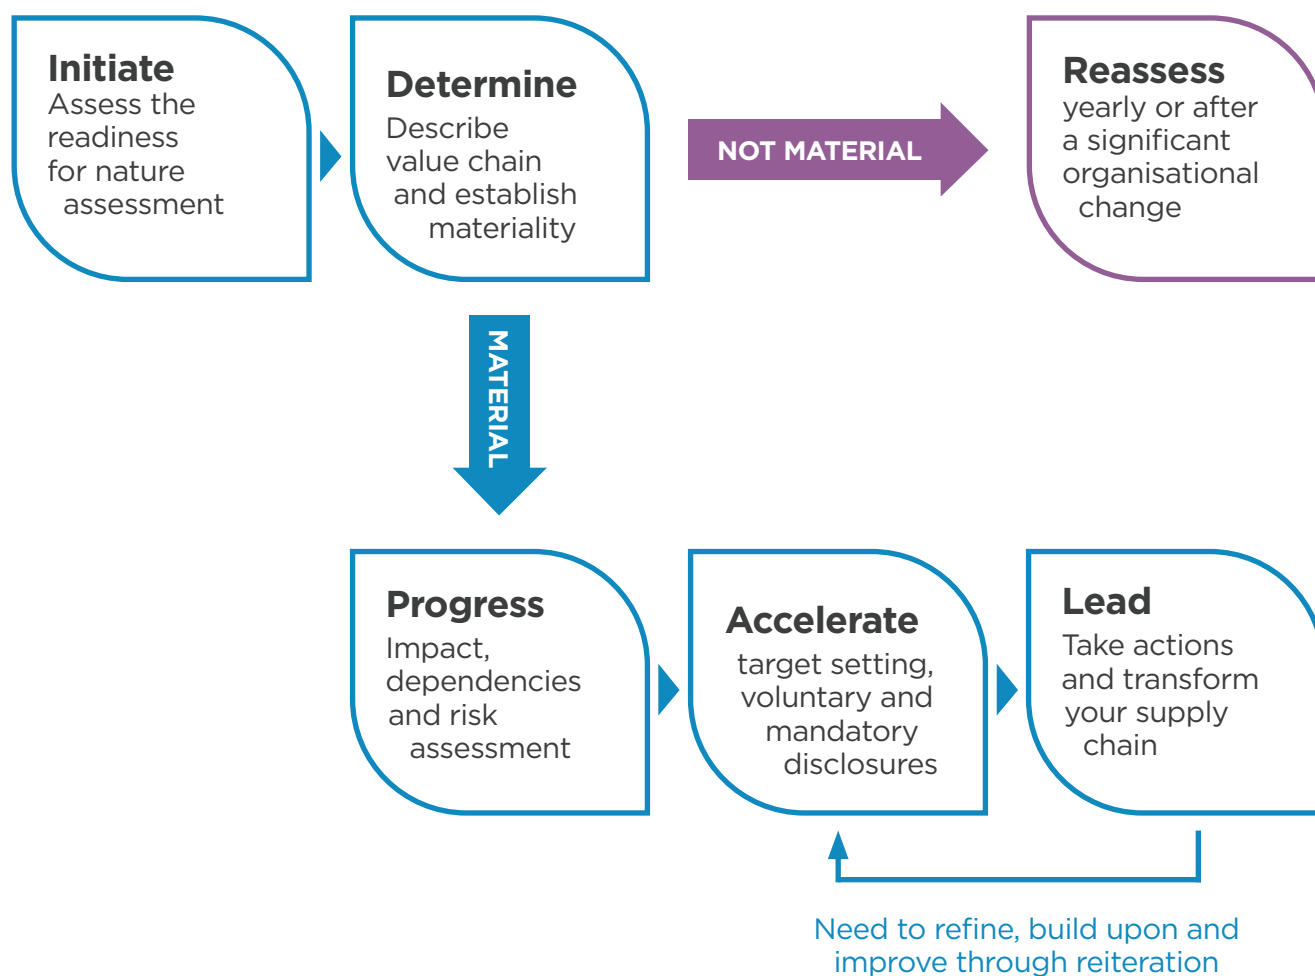 Initiate
Assess the
readiness
for nature
assessment
Determine
Describe
value chain
and establish
materiality
NOT MATERIAL
Reassess
yearly or after
a significant
organisational
change
MATERIAL
Progress
Impact,
dependencies
and risk
assessment
Accelerate
target setting,
voluntary and
mandatory
disclosures
Lead
Take actions
and transform
your supply
chain
Need to refine, build upon and
improve through reiteration